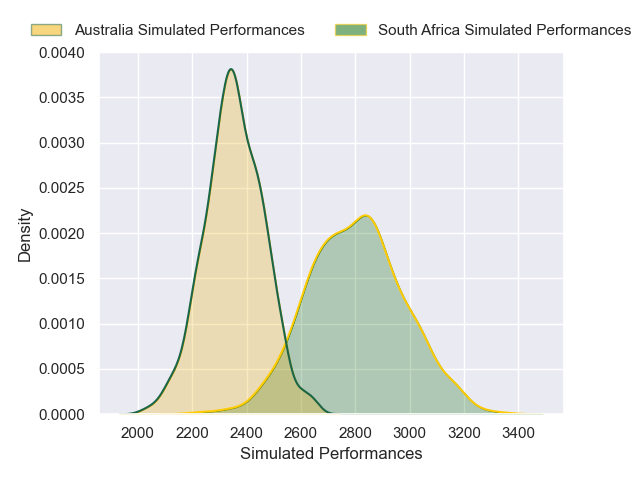 Australia Simulated Performances South Africa Simulated Performances
0.0040
0.0035
0.0030
0.0025
0.0020
0.0015
0.0010
0.0005
0.0000
Density
2000 2200 2400 2600 2800 3000 3200 3400
Simulated Performances